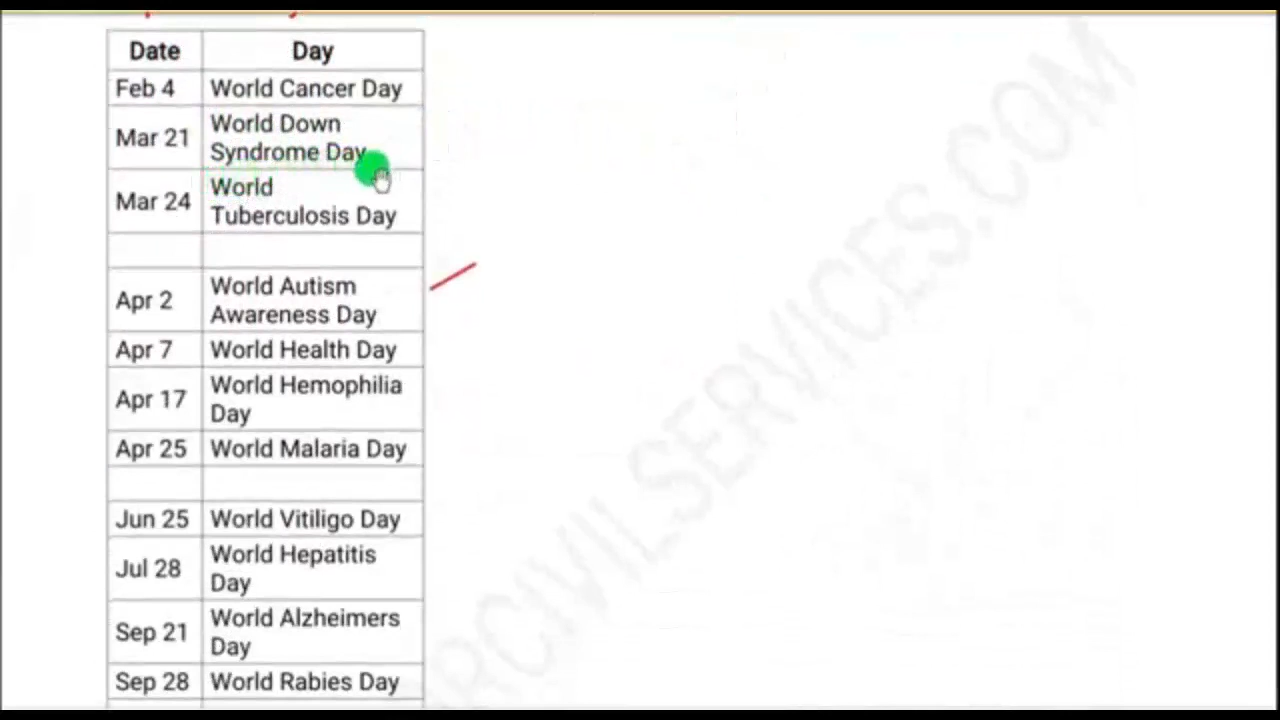 Date Day
Feb 4 World Cancer Day
Mar 21 World Down
Syndrome Day
Mar 24 World
Tuberculosis Day
Apr 2 World Autism
Awareness Day
Apr 7 World Health Day
Apr 17 World Hemophilia
Day
Apr 25 World Malaria Day
Jun 25 World Vitiligo Day
Jul 28 World Hepatitis
Day
Sep 21 World Alzheimers
Day
Sep 28 World Rabies Day
RCIVILSERVICES.COM